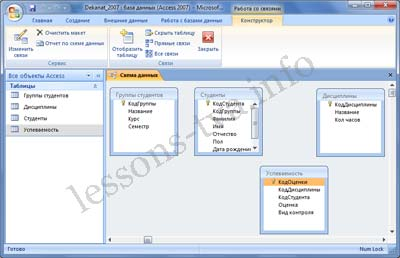 Dekanat_2007 : база данных (Access 2007) - Microsof...
Работа со связями
Главная
Создание
Внешние данные
Работа с базами данных
Конструктор
Изменить связи
Очистить макет
Отчет по схеме данных
Сервис
Отобразить таблицу
Скрыть таблицу
Прямые связи
Все связи
Закрыть
Связи
Все объекты Access
Таблицы
Группы студентов
Дисциплины
Студенты
Успеваемость
Схема данных
Группы студентов
КодГруппы
Название
Курс
Семестр
Студенты
КодСтудента
КодГруппы
Фамилия
Имя
Отчество
Пол
Дата рождения
Дисциплины
КодДисциплины
Название
Кол часов
Успеваемость
КодОценки
КодДисциплины
КодСтудента
Оценка
Вид контроля
Готово
Num Lock